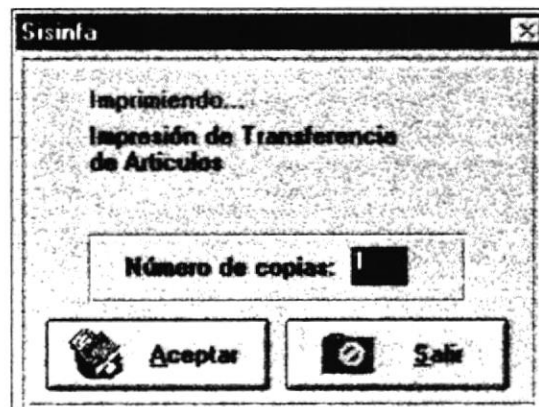 Sisinfa
Imprimiendo...
Impresión de Transferencia
de Artículos
Número de copias:
Aceptar
Salir